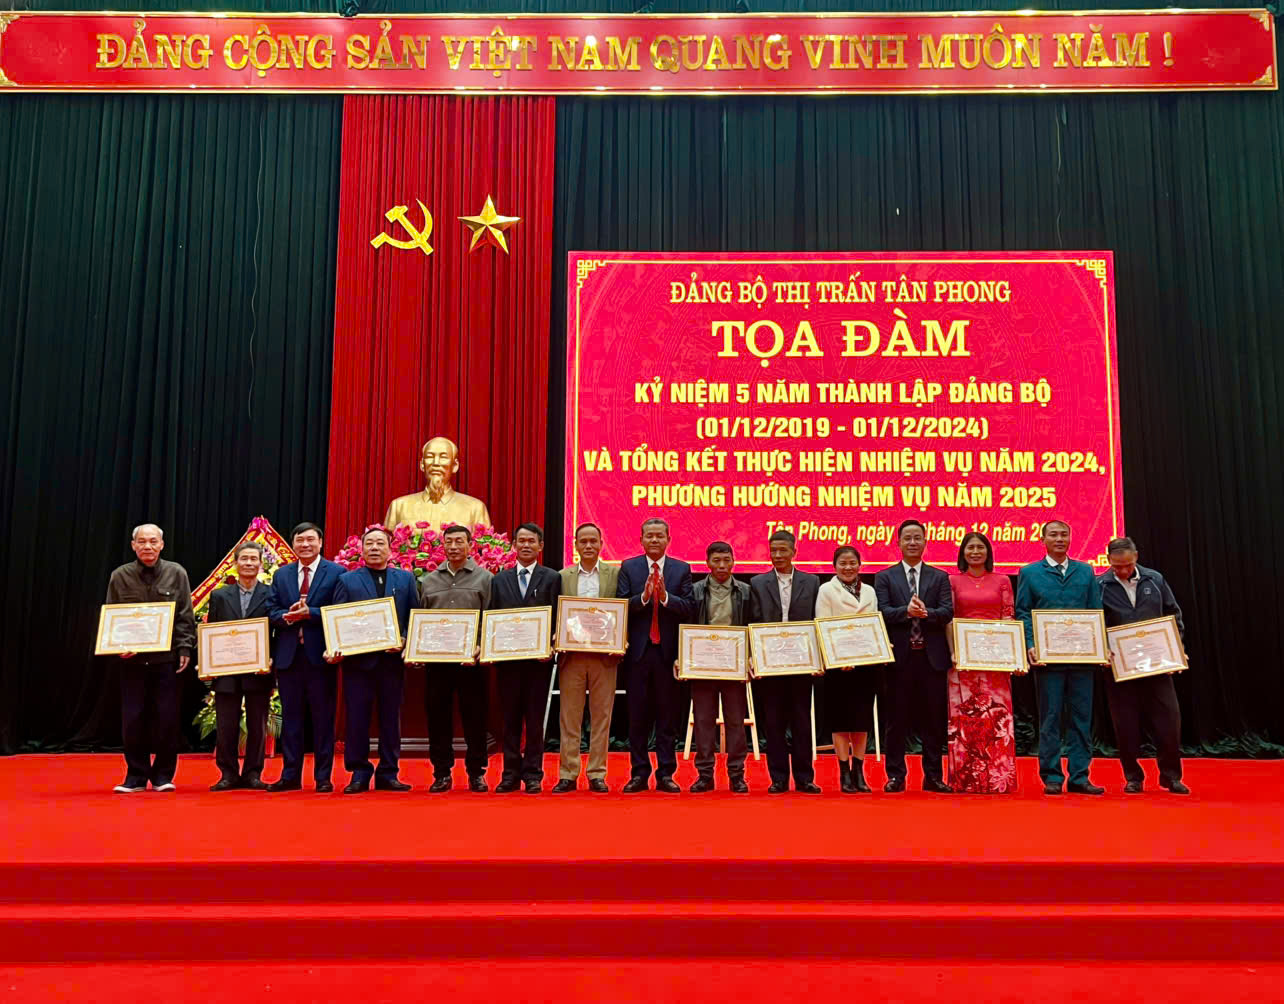 ĐẢNG CỘNG SẢN VIỆT NAM QUANG VINH MUÔN NĂM !
ĐẢNG BỘ THỊ TRẤN TÂN PHONG
TỌA ĐÀM
KỶ NIỆM 5 NĂM THÀNH LẬP ĐẢNG BỘ
(01/12/2019 - 01/12/2024)
VÀ TỔNG KẾT THỰC HIỆN NHIỆM VỤ NĂM 2024,
PHƯƠNG HƯỚNG NHIỆM VỤ NĂM 2025
Tân Phong, ngày tháng 12 năm